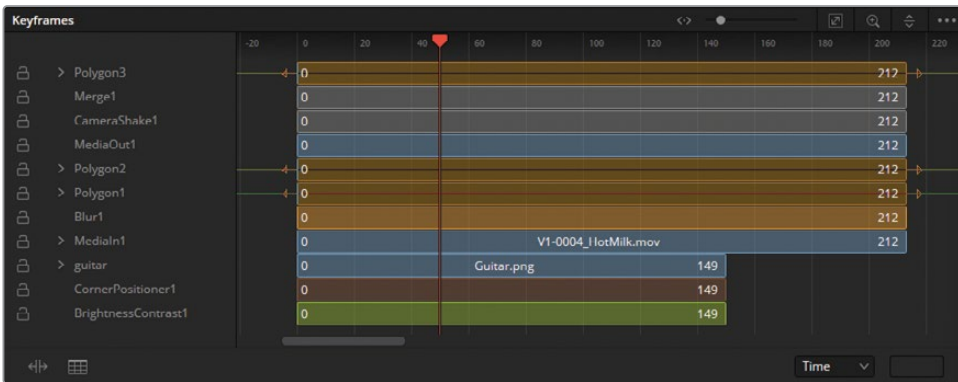 Keyframes
-20 0 20 40 60 80 100 120 140 160 180 200 220
Polygon3 0 212
Merge1 0 212
CameraShake1 0 212
MediaOut1 0 212
Polygon2 0 212
Polygon1 0 212
Blur1 0 212
MediaIn1 0 V1-0004_HotMilk.mov 212
guitar 0 Guitar.png 149
CornerPositioner1 0 149
BrightnessContrast1 0 149
Time